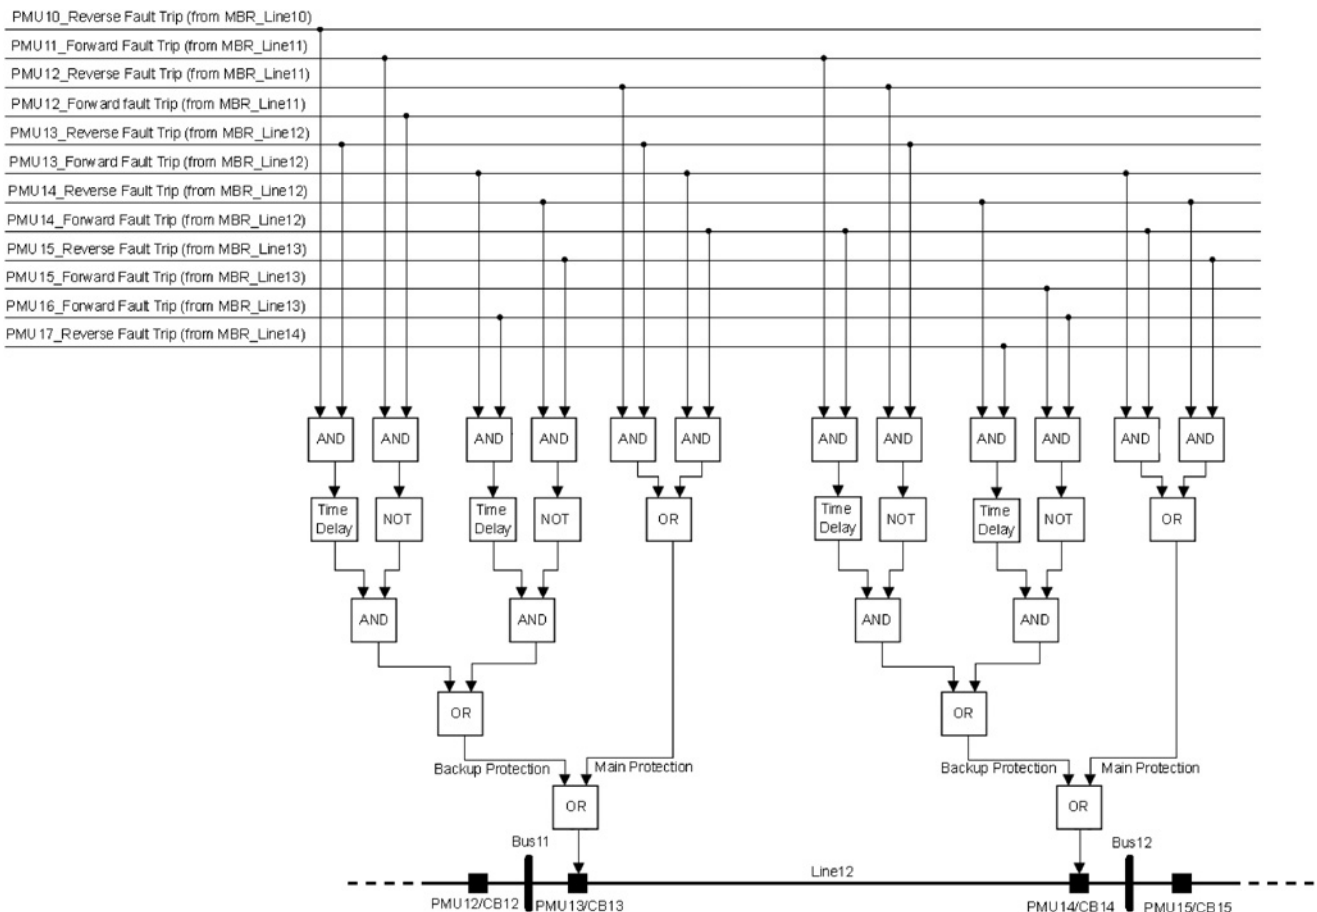 PMU10_Reverse Fault Trip (from MBR_Line10)
PMU11_Forward Fault Trip (from MBR_Line11)
PMU12_Reverse Fault Trip (from MBR_Line11)
PMU12_Forward fault Trip (from MBR_Line11)
PMU13_Reverse Fault Trip (from MBR_Line12)
PMU13_Forward Fault Trip (from MBR_Line12)
PMU14_Reverse Fault Trip (from MBR_Line12)
PMU14_Forward Fault Trip (from MBR_Line12)
PMU15_Reverse Fault Trip (from MBR_Line13)
PMU15_Forward Fault Trip (from MBR_Line13)
PMU16_Forward Fault Trip (from MBR_Line13)
PMU17_Reverse Fault Trip (from MBR_Line14)
AND AND AND AND AND AND AND AND AND AND AND AND
Time Delay NOT Time Delay NOT OR Time Delay NOT Time Delay NOT OR
AND AND AND AND
OR OR
Backup Protection Main Protection Backup Protection Main Protection
OR OR
Bus11 Bus12
Line12
PMU12/CB12 PMU13/CB13 PMU14/CB14 PMU15/CB15